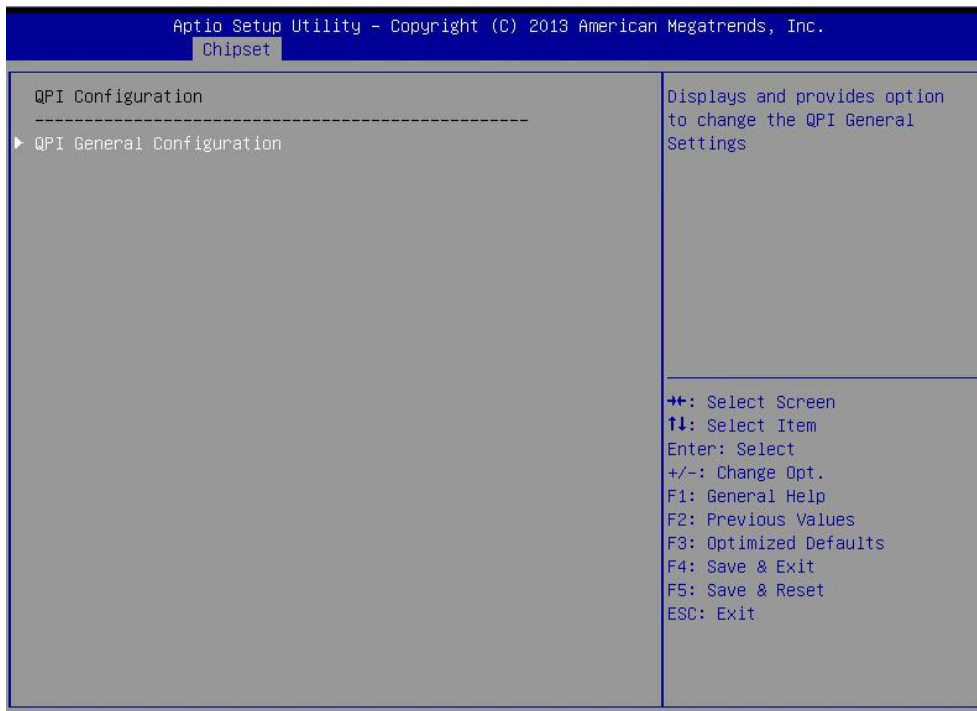 Aptio Setup Utility – Copyright (C) 2013 American Megatrends, Inc.
Chipset
QPI Configuration
--------------------------------------------------
▶ QPI General Configuration
Displays and provides option
to change the QPI General
Settings
→←: Select Screen
↑↓: Select Item
Enter: Select
+/-: Change Opt.
F1: General Help
F2: Previous Values
F3: Optimized Defaults
F4: Save & Exit
F5: Save & Reset
ESC: Exit